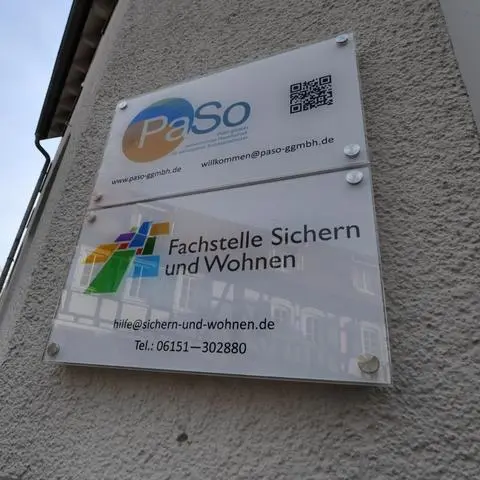 PaSo
www.paso-ggmbh.de
willkommen@paso-ggmbh.de
Fachstelle Sichern
und Wohnen
hilfe@sichern-und-wohnen.de
Tel.: 06151—302880